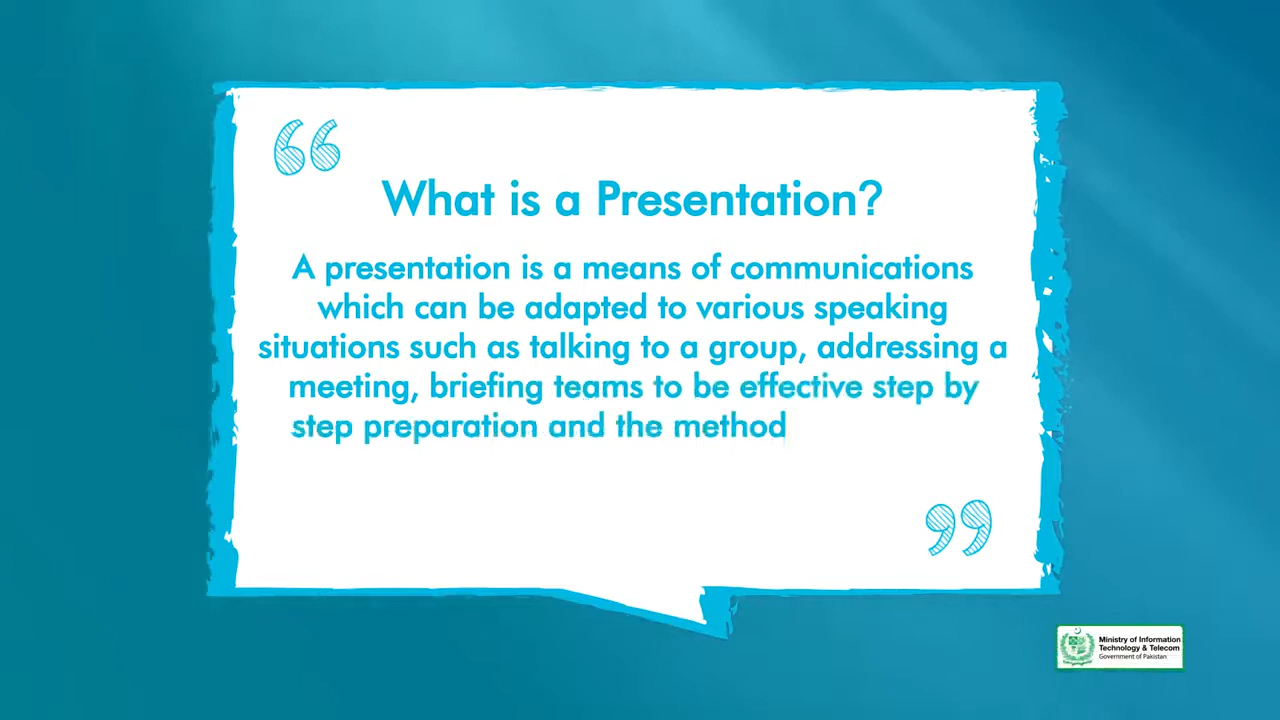 What is a Presentation?
A presentation is a means of communications
which can be adapted to various speaking
situations such as talking to a group, addressing a
meeting, briefing teams to be effective step by
step preparation and the method
Ministry of Information
Technology & Telecom
Government of Pakistan